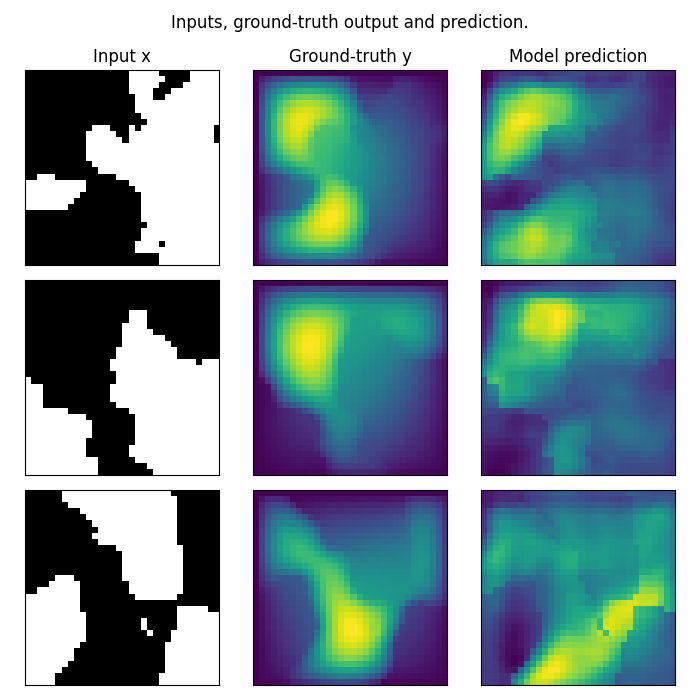 Inputs, ground-truth output and prediction.
Input x
Ground-truth y
Model prediction